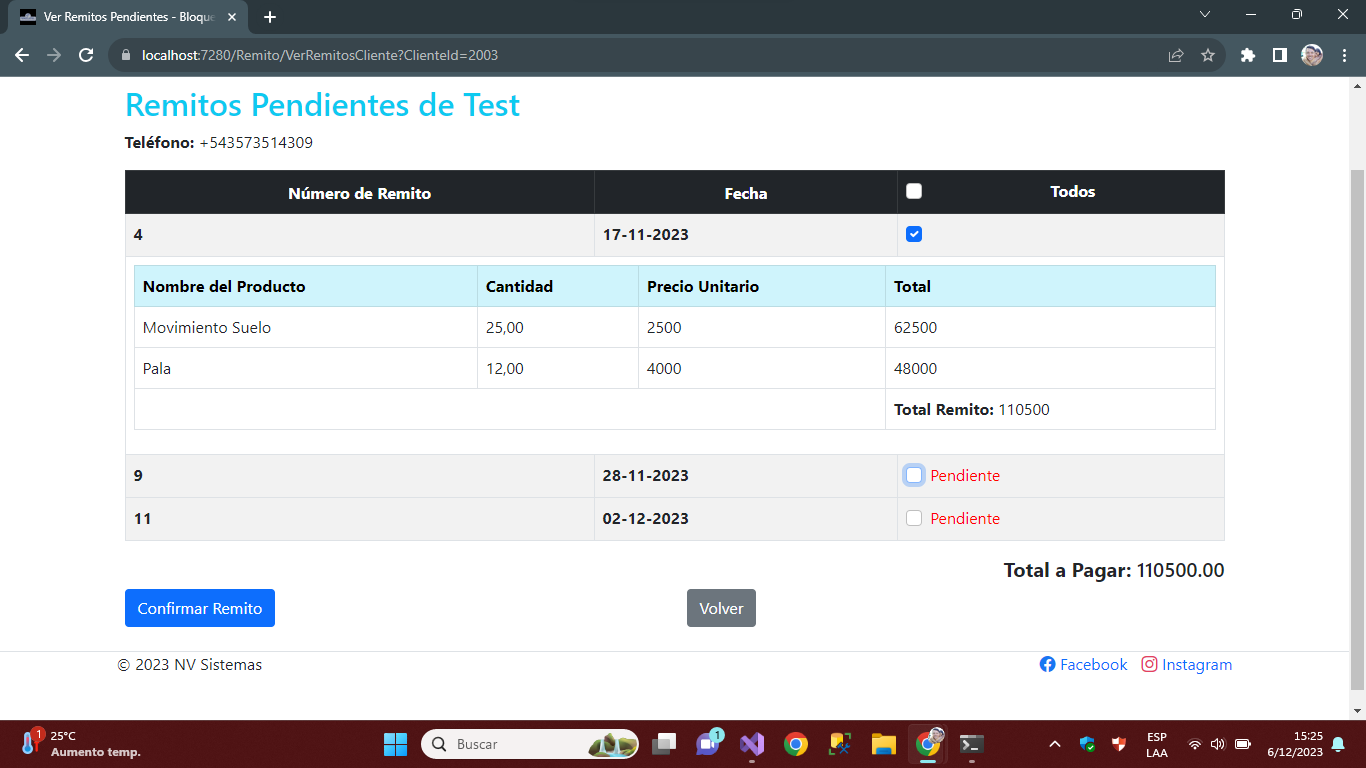 Ver Remitos Pendientes - Bloque
localhost:7280/Remito/VerRemitosCliente?ClienteId=2003
Remitos Pendientes de Test
Teléfono: +543573514309
Número de Remito Fecha Todos
4 17-11-2023
Nombre del Producto Cantidad Precio Unitario Total
Movimiento Suelo 25,00 2500 62500
Pala 12,00 4000 48000
Total Remito: 110500
9 28-11-2023 Pendiente
11 02-12-2023 Pendiente
Total a Pagar: 110500.00
Confirmar Remito Volver
© 2023 NV Sistemas Facebook Instagram
1 25°C Buscar 1 ESP 15:25
Aumento temp. LAA 6/12/2023